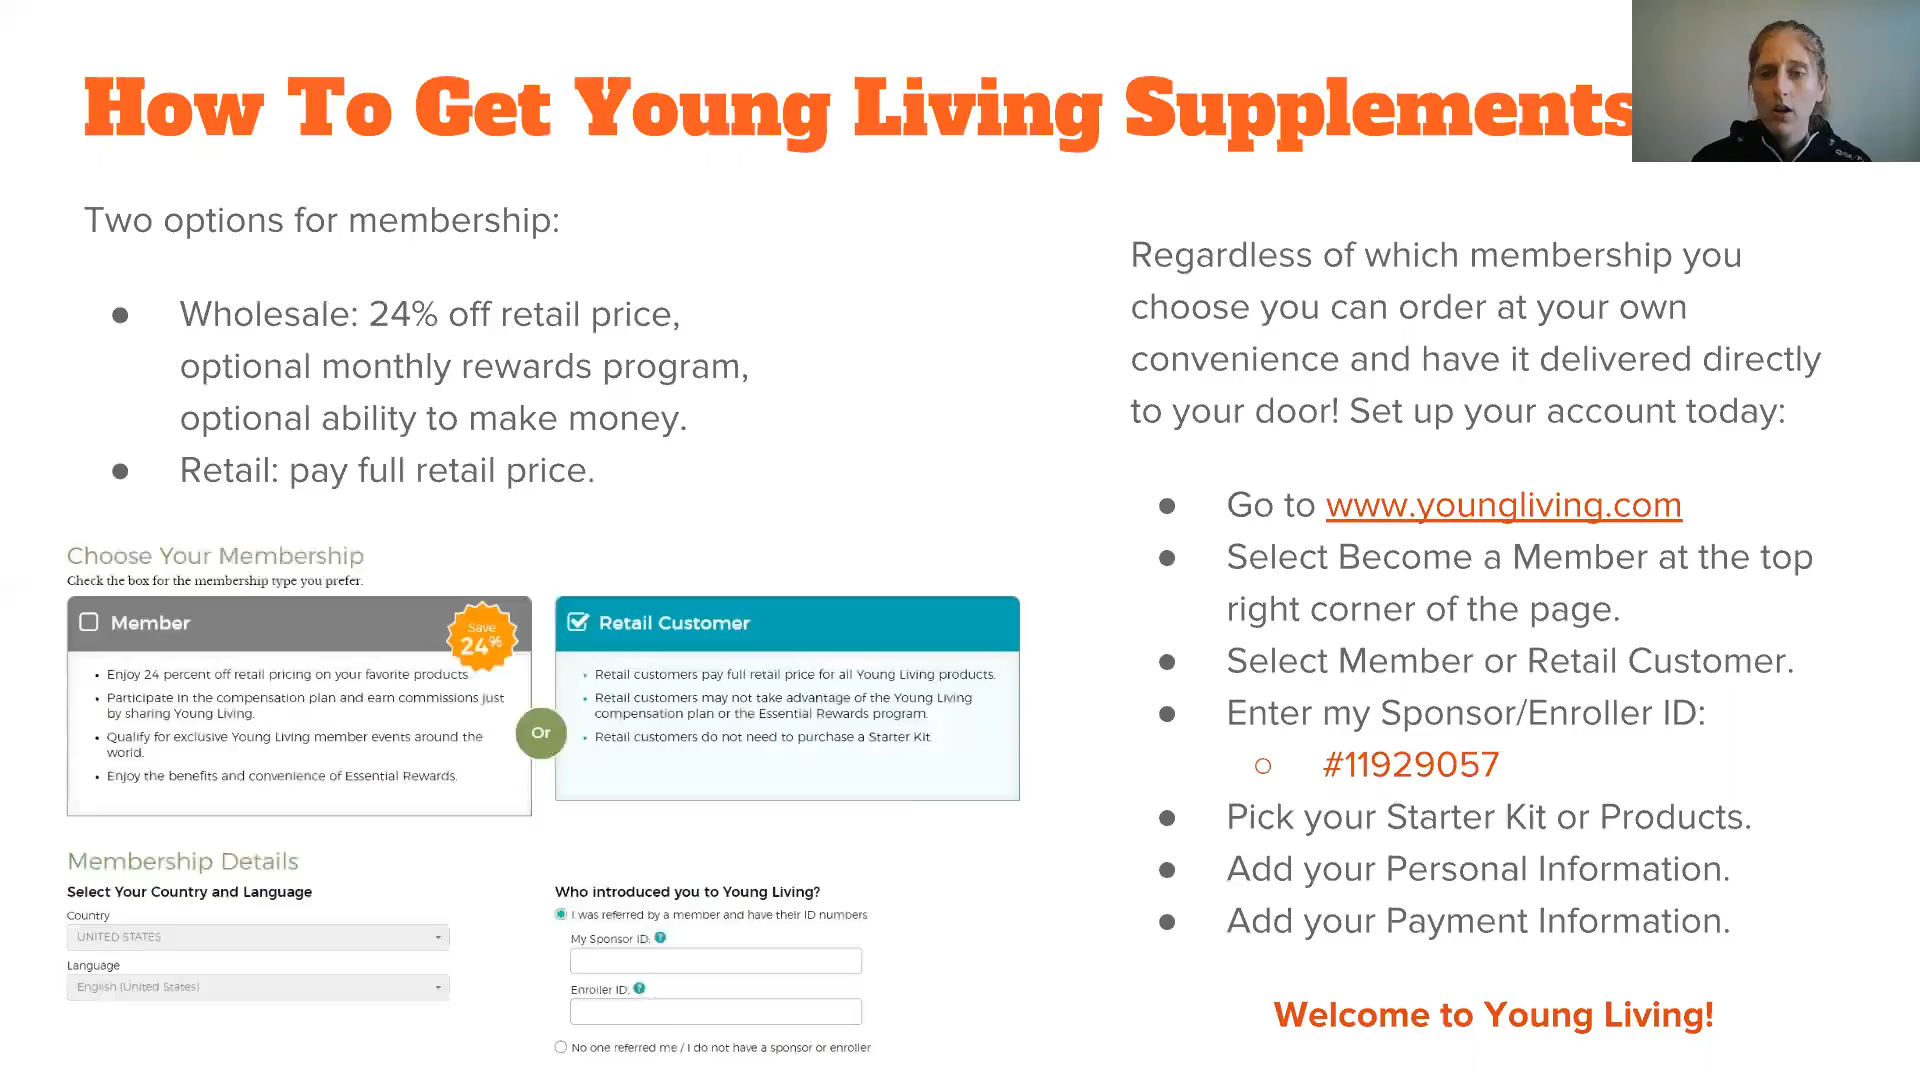 How To Get Young Living Supplements
Two options for membership:
● Wholesale: 24% off retail price,
optional monthly rewards program,
optional ability to make money.
● Retail: pay full retail price.
Choose Your Membership
Check the box for the membership type you prefer.
Member
Save
24%
• Enjoy 24 percent off retail pricing on your favorite products
• Participate in the compensation plan and earn commissions just
by sharing Young Living.
• Qualify for exclusive Young Living member events around the
world.
• Enjoy the benefits and convenience of Essential Rewards.
Or
Retail Customer
• Retail customers pay full retail price for all Young Living products.
• Retail customers may not take advantage of the Young Living
compensation plan or the Essential Rewards program.
• Retail customers do not need to purchase a Starter Kit.
Membership Details
Select Your Country and Language
Country
UNITED STATES
Language
English (United States)
Who introduced you to Young Living?
I was referred by a member and have their ID numbers
My Sponsor ID: ?
Enroller ID: ?
No one referred me / I do not have a sponsor or enroller
Regardless of which membership you
choose you can order at your own
convenience and have it delivered directly
to your door! Set up your account today:
● Go to www.youngliving.com
● Select Become a Member at the top
right corner of the page.
● Select Member or Retail Customer.
● Enter my Sponsor/Enroller ID:
○ #11929057
● Pick your Starter Kit or Products.
● Add your Personal Information.
● Add your Payment Information.
Welcome to Young Living!